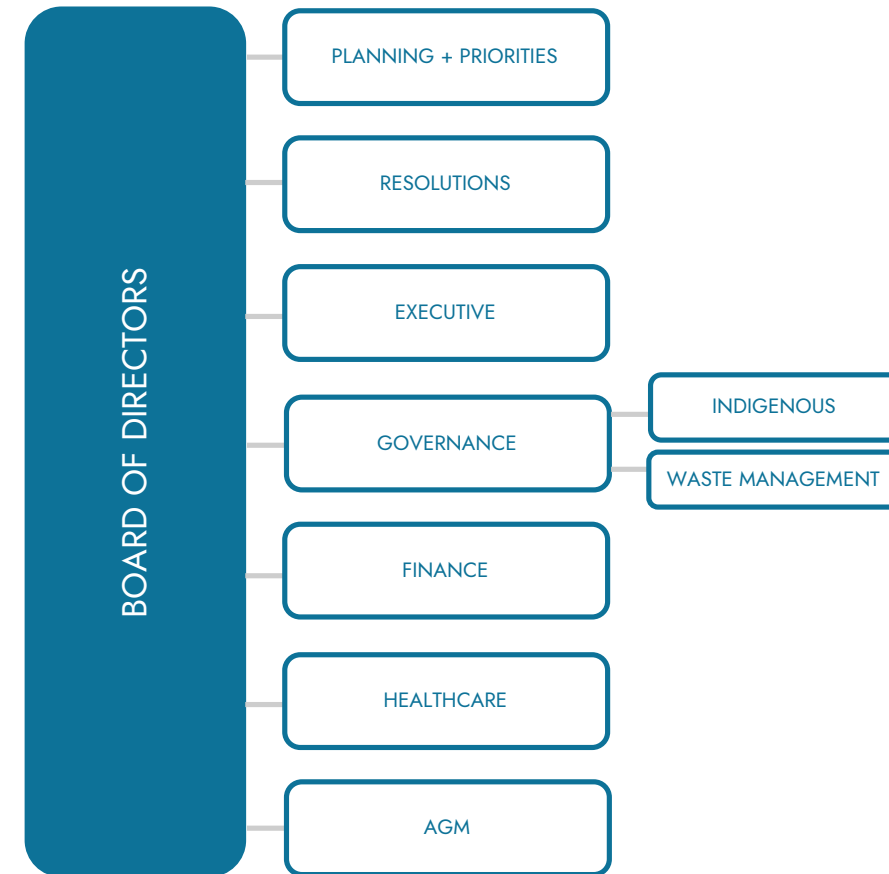 BOARD OF DIRECTORS
PLANNING + PRIORITIES
RESOLUTIONS
EXECUTIVE
GOVERNANCE
INDIGENOUS
WASTE MANAGEMENT
FINANCE
HEALTHCARE
AGM